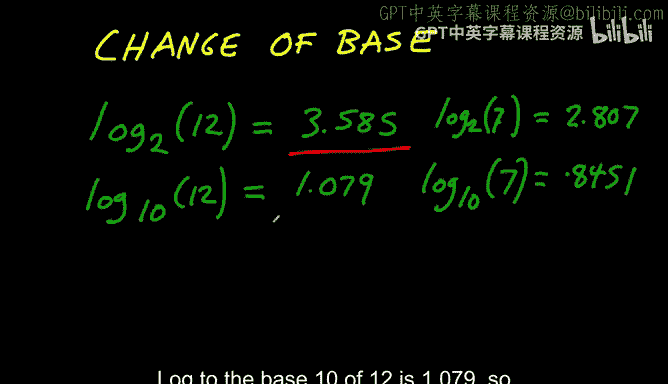 GPT中英字幕课程资源@bilibili.com
GPT中英字幕课程资源 bilibili
CHANGE OF BASE
log2(12) = 3.585 log2(7) = 2.807
log10(12) = 1.079 log10(7) = .8451
Log to the base 10 of 12 is 1.079, so